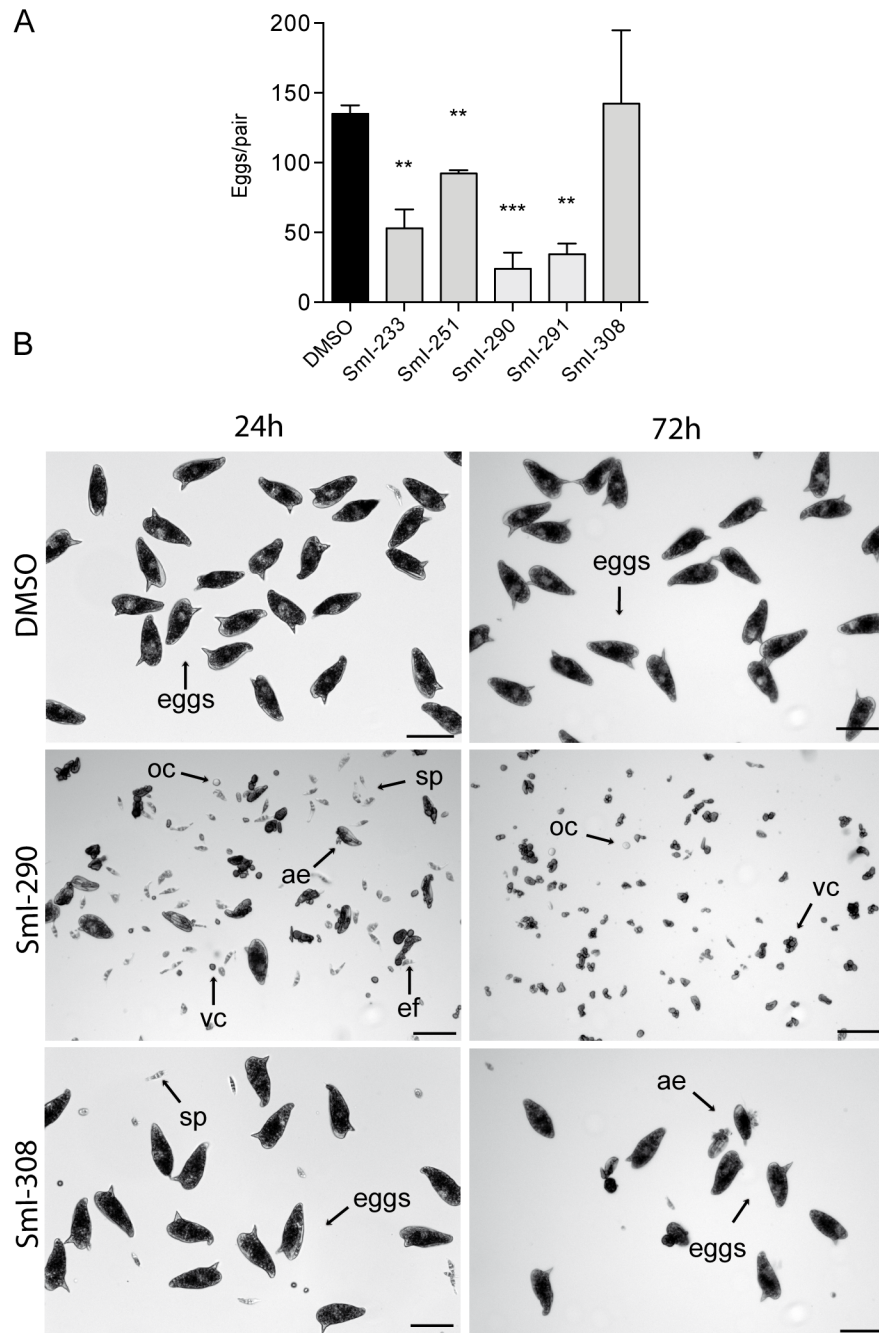 A
200
150
100
50
0
Eggs/pair
**
**
***
**
DMSO
SmI-233
SmI-251
SmI-290
SmI-291
SmI-308
B
24h
72h
DMSO
eggs
eggs
SmI-290
oc
sp
ae
vc
ef
oc
vc
SmI-308
sp
eggs
ae
eggs